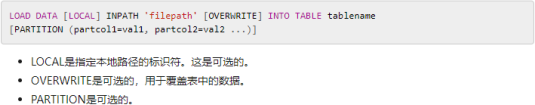 LOAD DATA [LOCAL] INPATH 'filepath' [OVERWRITE] INTO TABLE tablename
[PARTITION (partcol1=val1, partcol2=val2 ...)]
• LOCAL是指定本地路径的标识符。这是可选的。
• OVERWRITE是可选的，用于覆盖表中的数据。
• PARTITION是可选的。